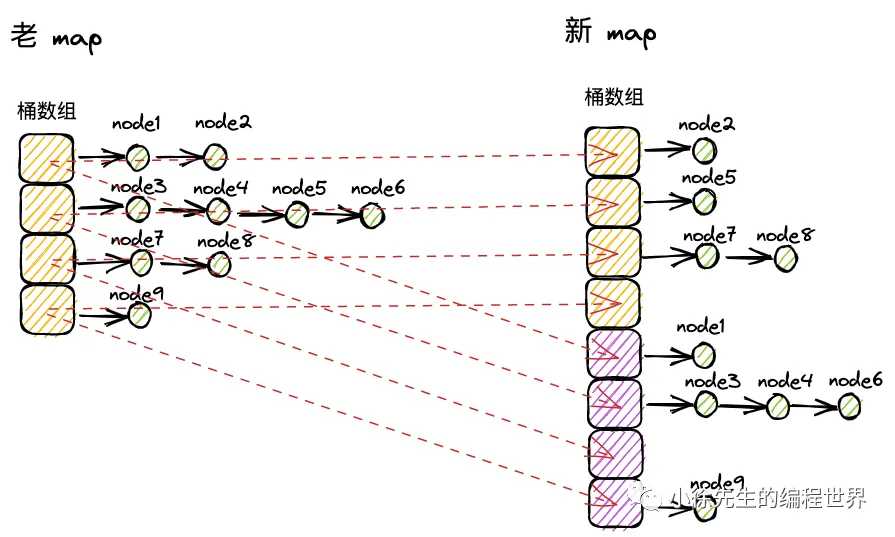 老 map
新 map
桶数组
node1
node2
node3
node4
node5
node6
node7
node8
node9
桶数组
node2
node5
node7
node8
node1
node3
node4
node6
node9
小徐先生的编程世界